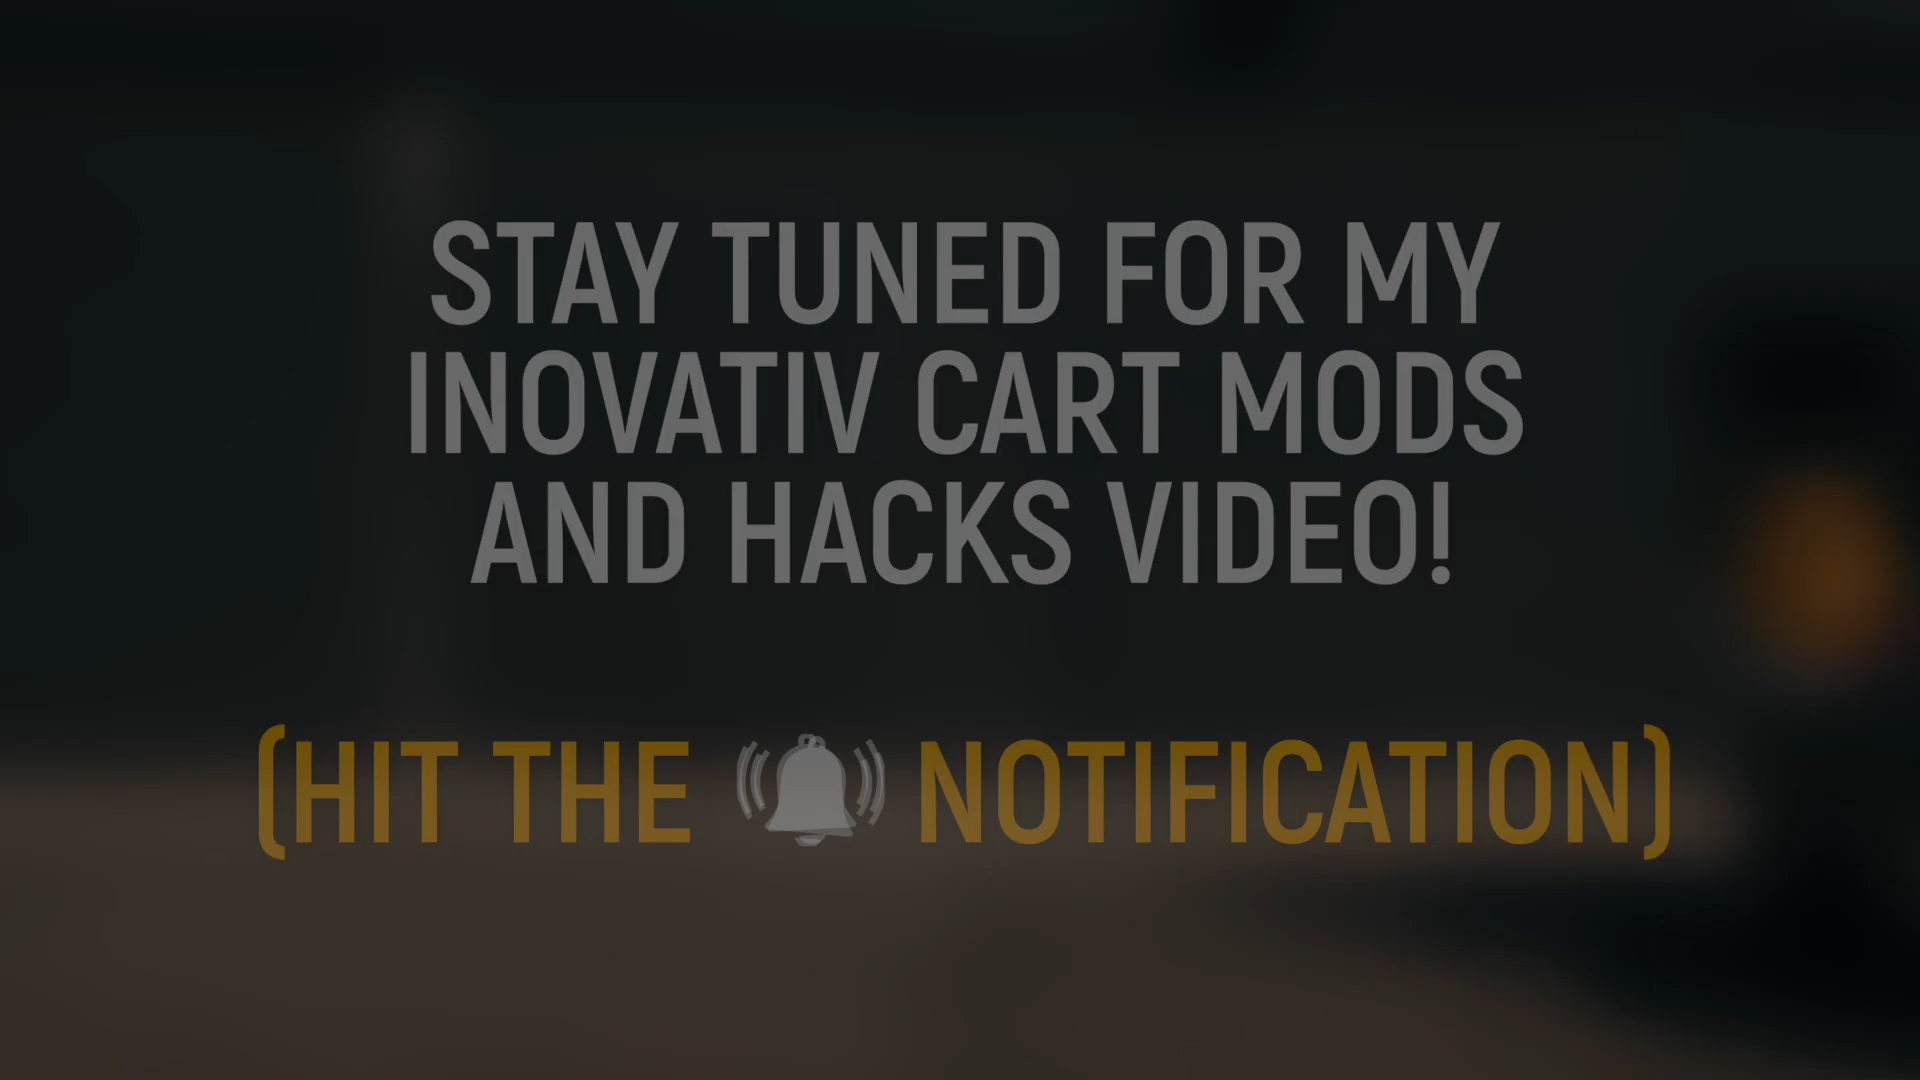 STAY TUNED FOR MY
INOVATIV CART MODS
AND HACKS VIDEO!
(HIT THE NOTIFICATION)